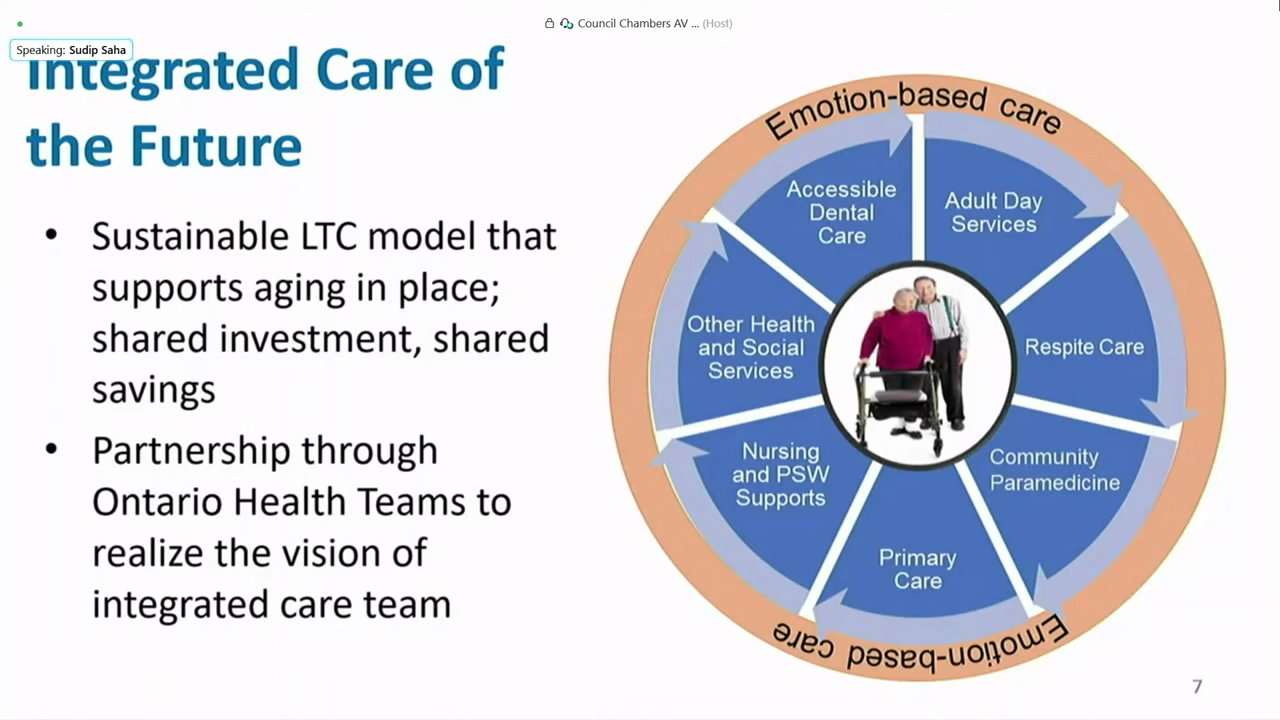 Council Chambers AV ... (Host)
Speaking: Sudip Saha
Integrated Care of
the Future
• Sustainable LTC model that
supports aging in place;
shared investment, shared
savings
• Partnership through
Ontario Health Teams to
realize the vision of
integrated care team
Emotion-based care
Accessible
Dental
Care
Adult Day
Services
Other Health
and Social
Services
Respite Care
Nursing
and PSW
Supports
Community
Paramedicine
Primary
Care
Emotion-based care
7